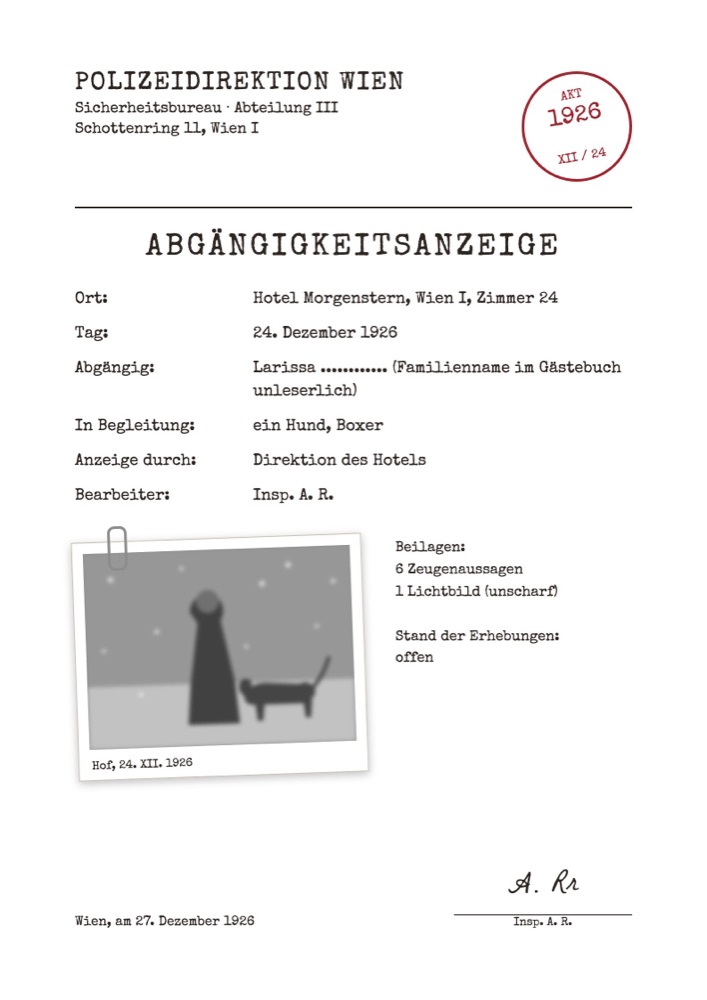 POLIZEIDIREKTION WIEN
Sicherheitsbureau · Abteilung III
Schottenring 11, Wien I
AKT
1926
XII / 24
ABGÄNGIGKEITSANZEIGE
Ort: Hotel Morgenstern, Wien I, Zimmer 24
Tag: 24. Dezember 1926
Abgängig: Larissa ............ (Familienname im Gästebuch
unleserlich)
In Begleitung: ein Hund, Boxer
Anzeige durch: Direktion des Hotels
Bearbeiter: Insp. A. R.
Beilagen:
6 Zeugenaussagen
1 Lichtbild (unscharf)
Stand der Erhebungen:
offen
Hof, 24. XII. 1926
A. Rr
Wien, am 27. Dezember 1926
Insp. A. R.